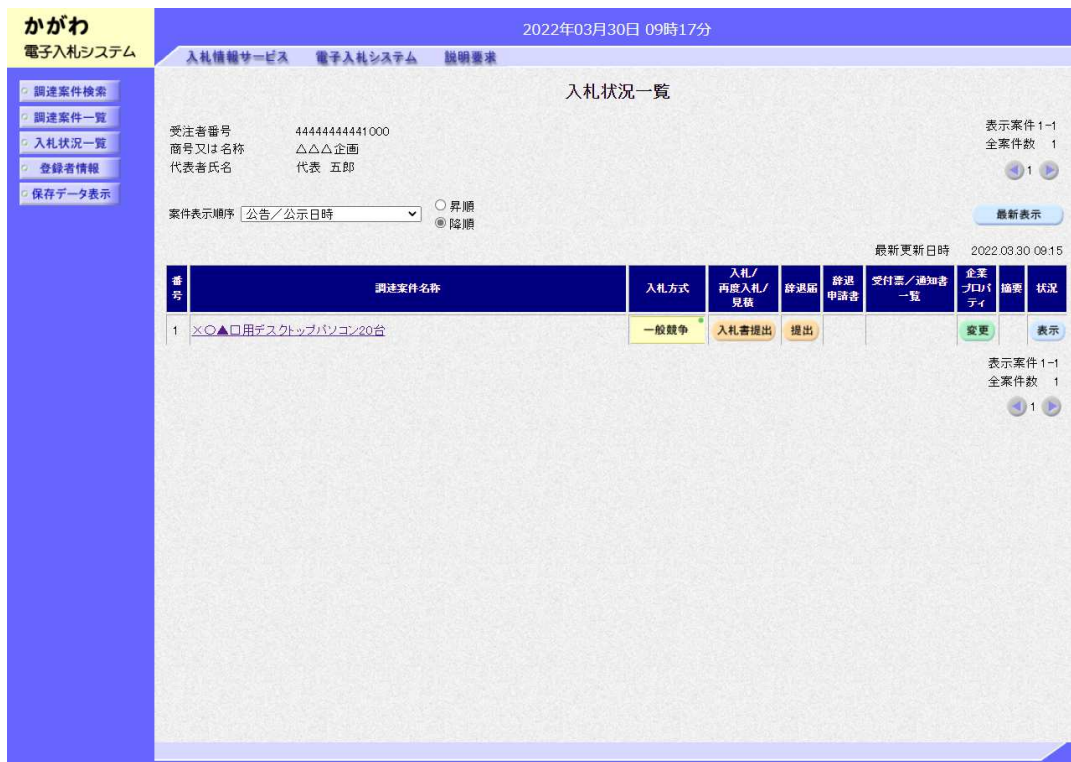 かがわ
電子入札システム
2022年03月30日 09時17分
入札情報サービス 電子入札システム 説明要求
調達案件検索
調達案件一覧
入札状況一覧
登録者情報
保存データ表示
入札状況一覧
受注者番号 44444444441000
商号又は名称 △△△企画
代表者氏名 代表 五郎
表示案件 1-1
全案件数 1
1
案件表示順序 公告/公示日時
昇順
降順
最新表示
最新更新日時 2022.03.30 09:15
番号 調達案件名称 入札方式 入札/再度入札/見積 辞退届 辞退申請書 受付票/通知書一覧 企業プロパティ 摘要 状況
1 ×○▲口用デスクトップパソコン20台 一般競争 入札書提出 提出 変更 表示
表示案件 1-1
全案件数 1
1